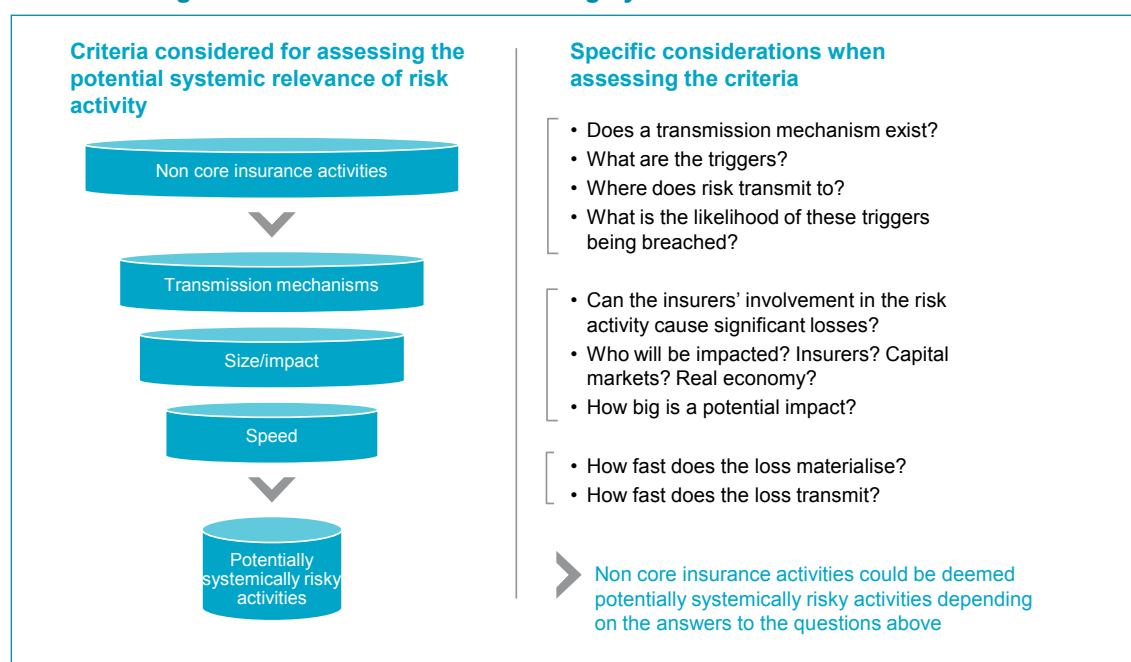 Criteria considered for assessing the
potential systemic relevance of risk
activity
Non core insurance activities
Transmission mechanisms
Size/impact
Speed
Potentially
systemically risky
activities
Specific considerations when
assessing the criteria
• Does a transmission mechanism exist?
• What are the triggers?
• Where does risk transmit to?
• What is the likelihood of these triggers
being breached?
• Can the insurers’ involvement in the risk
activity cause significant losses?
• Who will be impacted? Insurers? Capital
markets? Real economy?
• How big is a potential impact?
• How fast does the loss materialise?
• How fast does the loss transmit?
Non core insurance activities could be deemed
potentially systemically risky activities depending
on the answers to the questions above